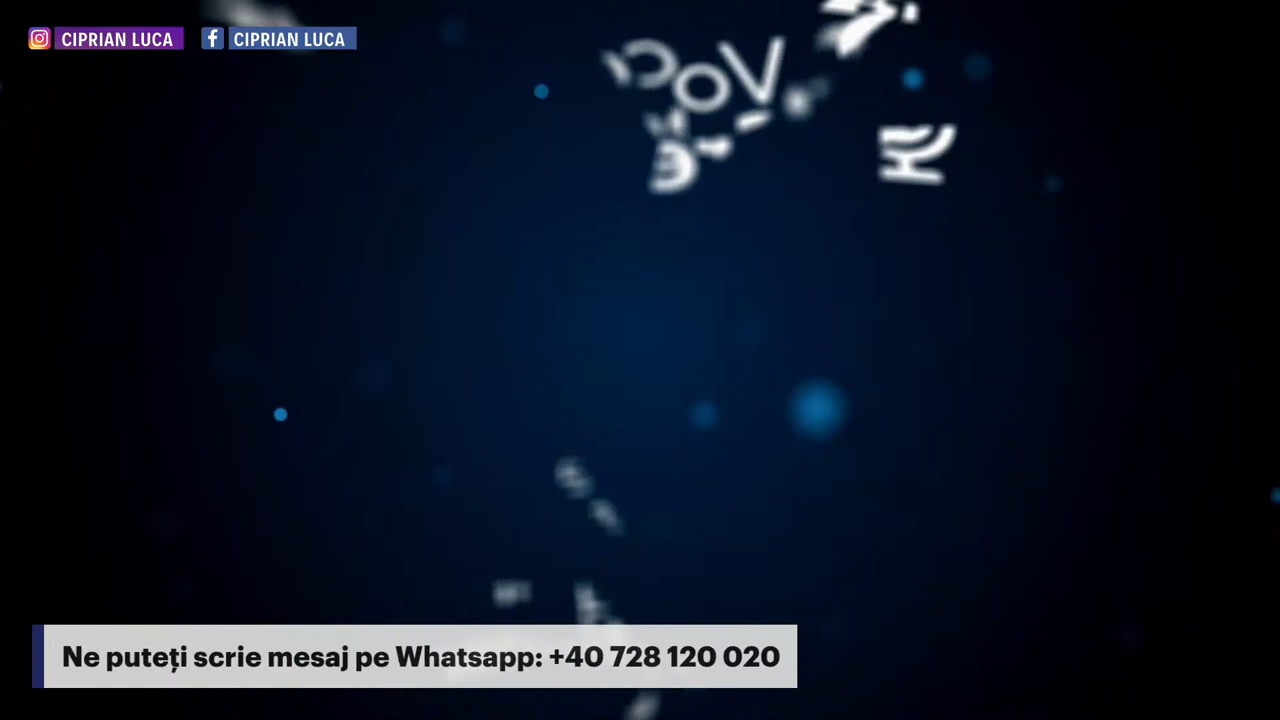 CIPRIAN LUCA CIPRIAN LUCA
Ne puteți scrie mesaj pe Whatsapp: +40 728 120 020